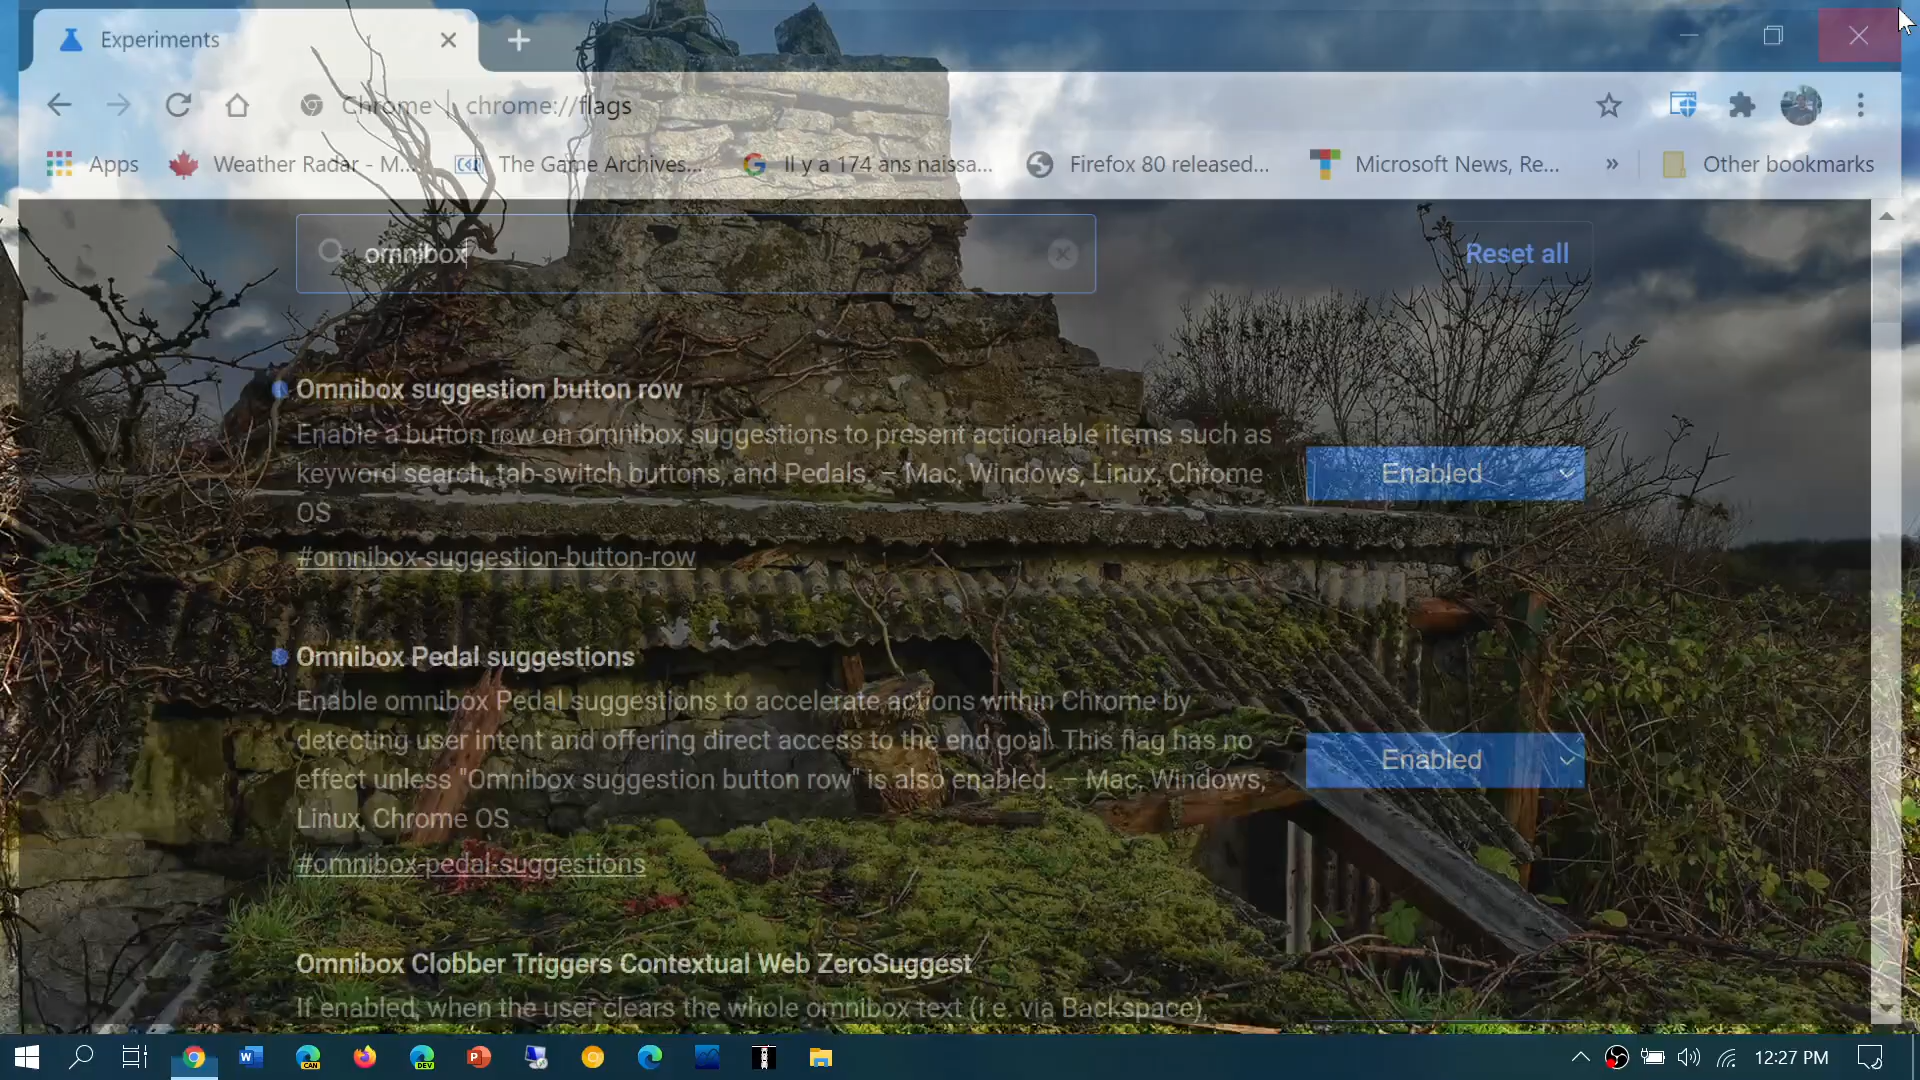 Experiments
Chrome | chrome://flags
Apps Weather Radar - M... The Game Archives... Il y a 174 ans naissa... Firefox 80 released... Microsoft News, Re... » Other bookmarks
omnibox
Reset all
Omnibox suggestion button row
Enable a button row on omnibox suggestions to present actionable items such as
keyword search, tab-switch buttons, and Pedals. – Mac, Windows, Linux, Chrome
OS
#omnibox-suggestion-button-row
Enabled
Omnibox Pedal suggestions
Enable omnibox Pedal suggestions to accelerate actions within Chrome by
detecting user intent and offering direct access to the end goal. This flag has no
effect unless "Omnibox suggestion button row" is also enabled. – Mac, Windows,
Linux, Chrome OS
#omnibox-pedal-suggestions
Enabled
Omnibox Clobber Triggers Contextual Web ZeroSuggest
If enabled, when the user clears the whole omnibox text (i.e. via Backspace),
CAN
DEV
12:27 PM